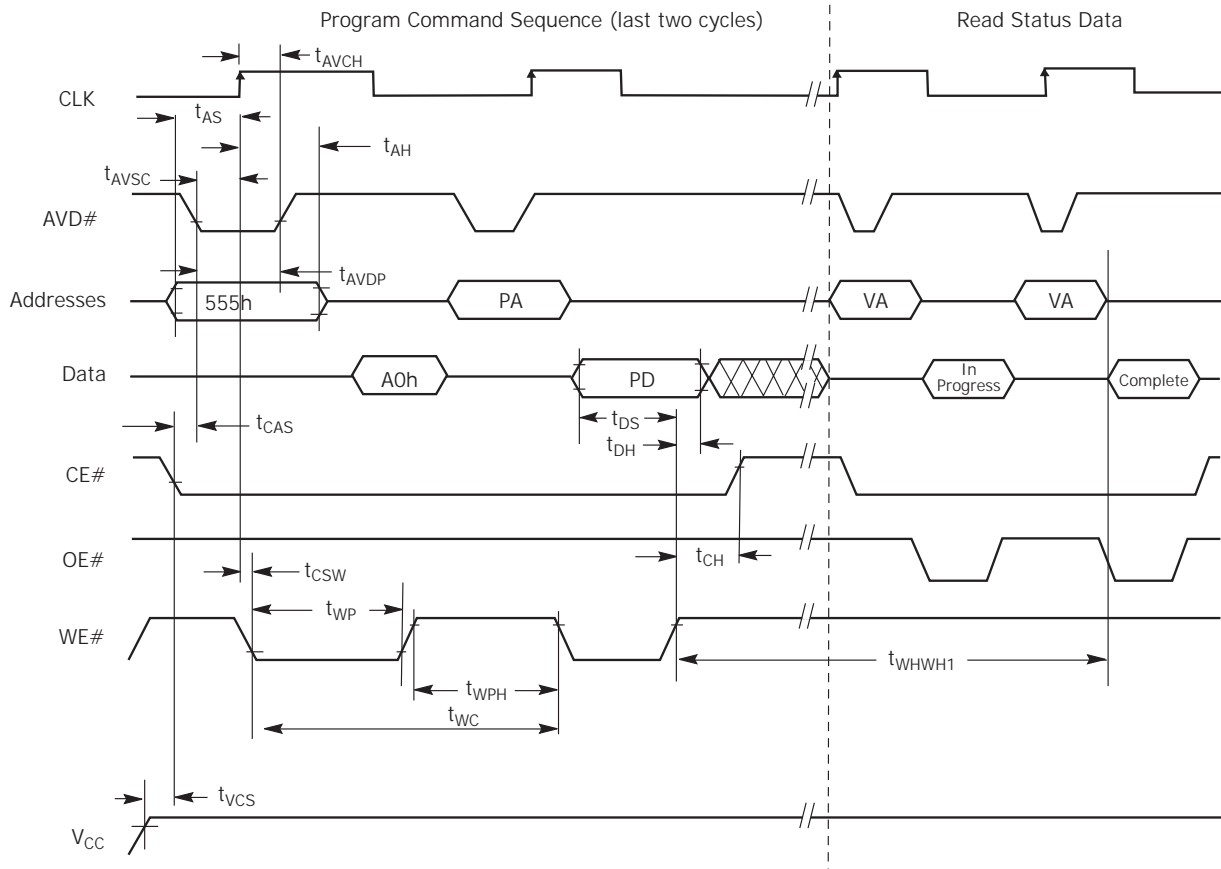 Program Command Sequence (last two cycles)
Read Status Data
tAVCH
CLK
tAS
tAH
tAVSC
AVD#
tAVDP
Addresses
555h
PA
VA
VA
Data
A0h
PD
In
Progress
Complete
tDS
tCAS
tDH
CE#
OE#
tCH
tCSW
tWP
WE#
tWHWH1
tWPH
tWC
tVCS
VCC